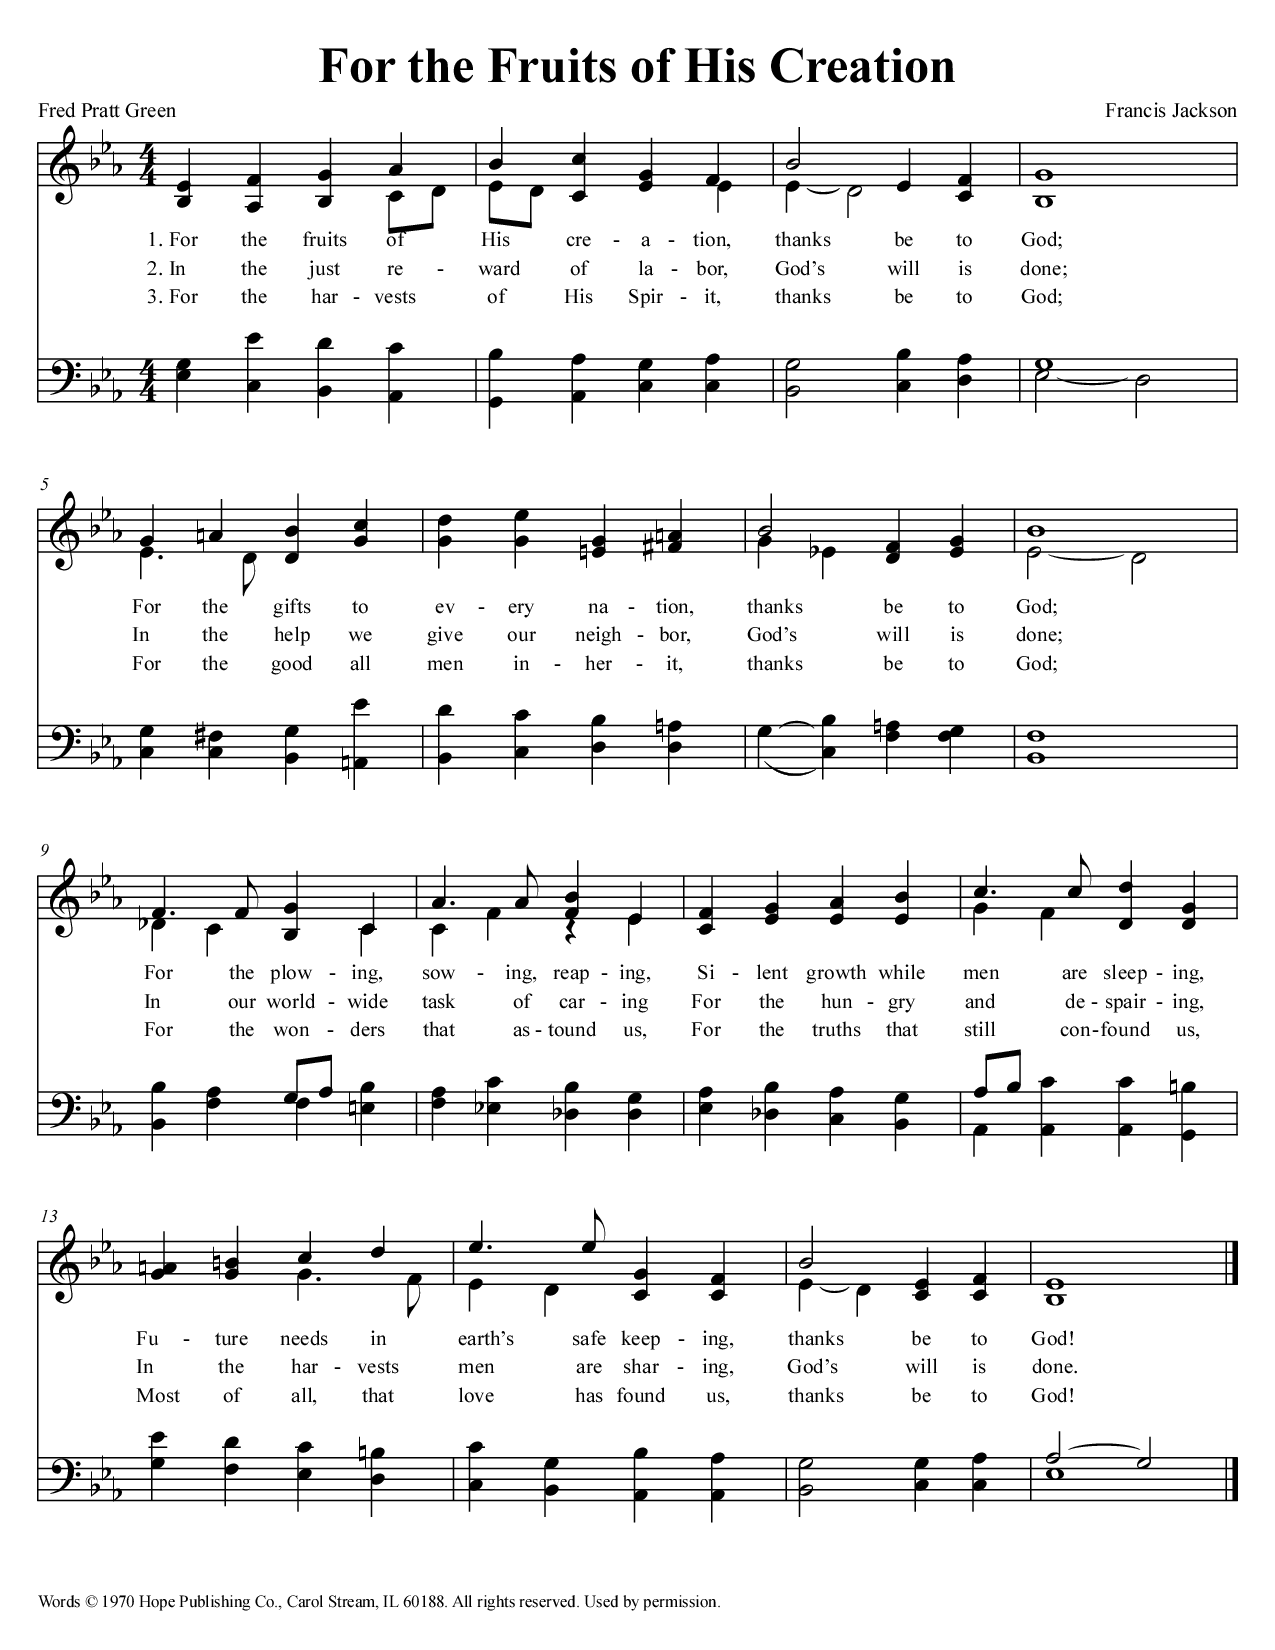 For the Fruits of His Creation
Fred Pratt Green
Francis Jackson
1. For the fruits of His cre - a - tion, thanks be to God;
2. In the just re - ward of la - bor, God's will is done;
3. For the har - vests of His Spir - it, thanks be to God;
5
For the gifts to ev - ery na - tion, thanks be to God;
In the help we give our neigh - bor, God's will is done;
For the good all men in - her - it, thanks be to God;
9
For the plow - ing, sow - ing, reap - ing, Si - lent growth while men are sleep - ing,
In our world - wide task of car - ing For the hun - gry and de - spair - ing,
For the won - ders that as - tound us, For the truths that still con - found us,
13
Fu - ture needs in earth's safe keep - ing, thanks be to God!
In the har - vests men are shar - ing, God's will is done.
Most of all, that love has found us, thanks be to God!
Words © 1970 Hope Publishing Co., Carol Stream, IL 60188. All rights reserved. Used by permission.